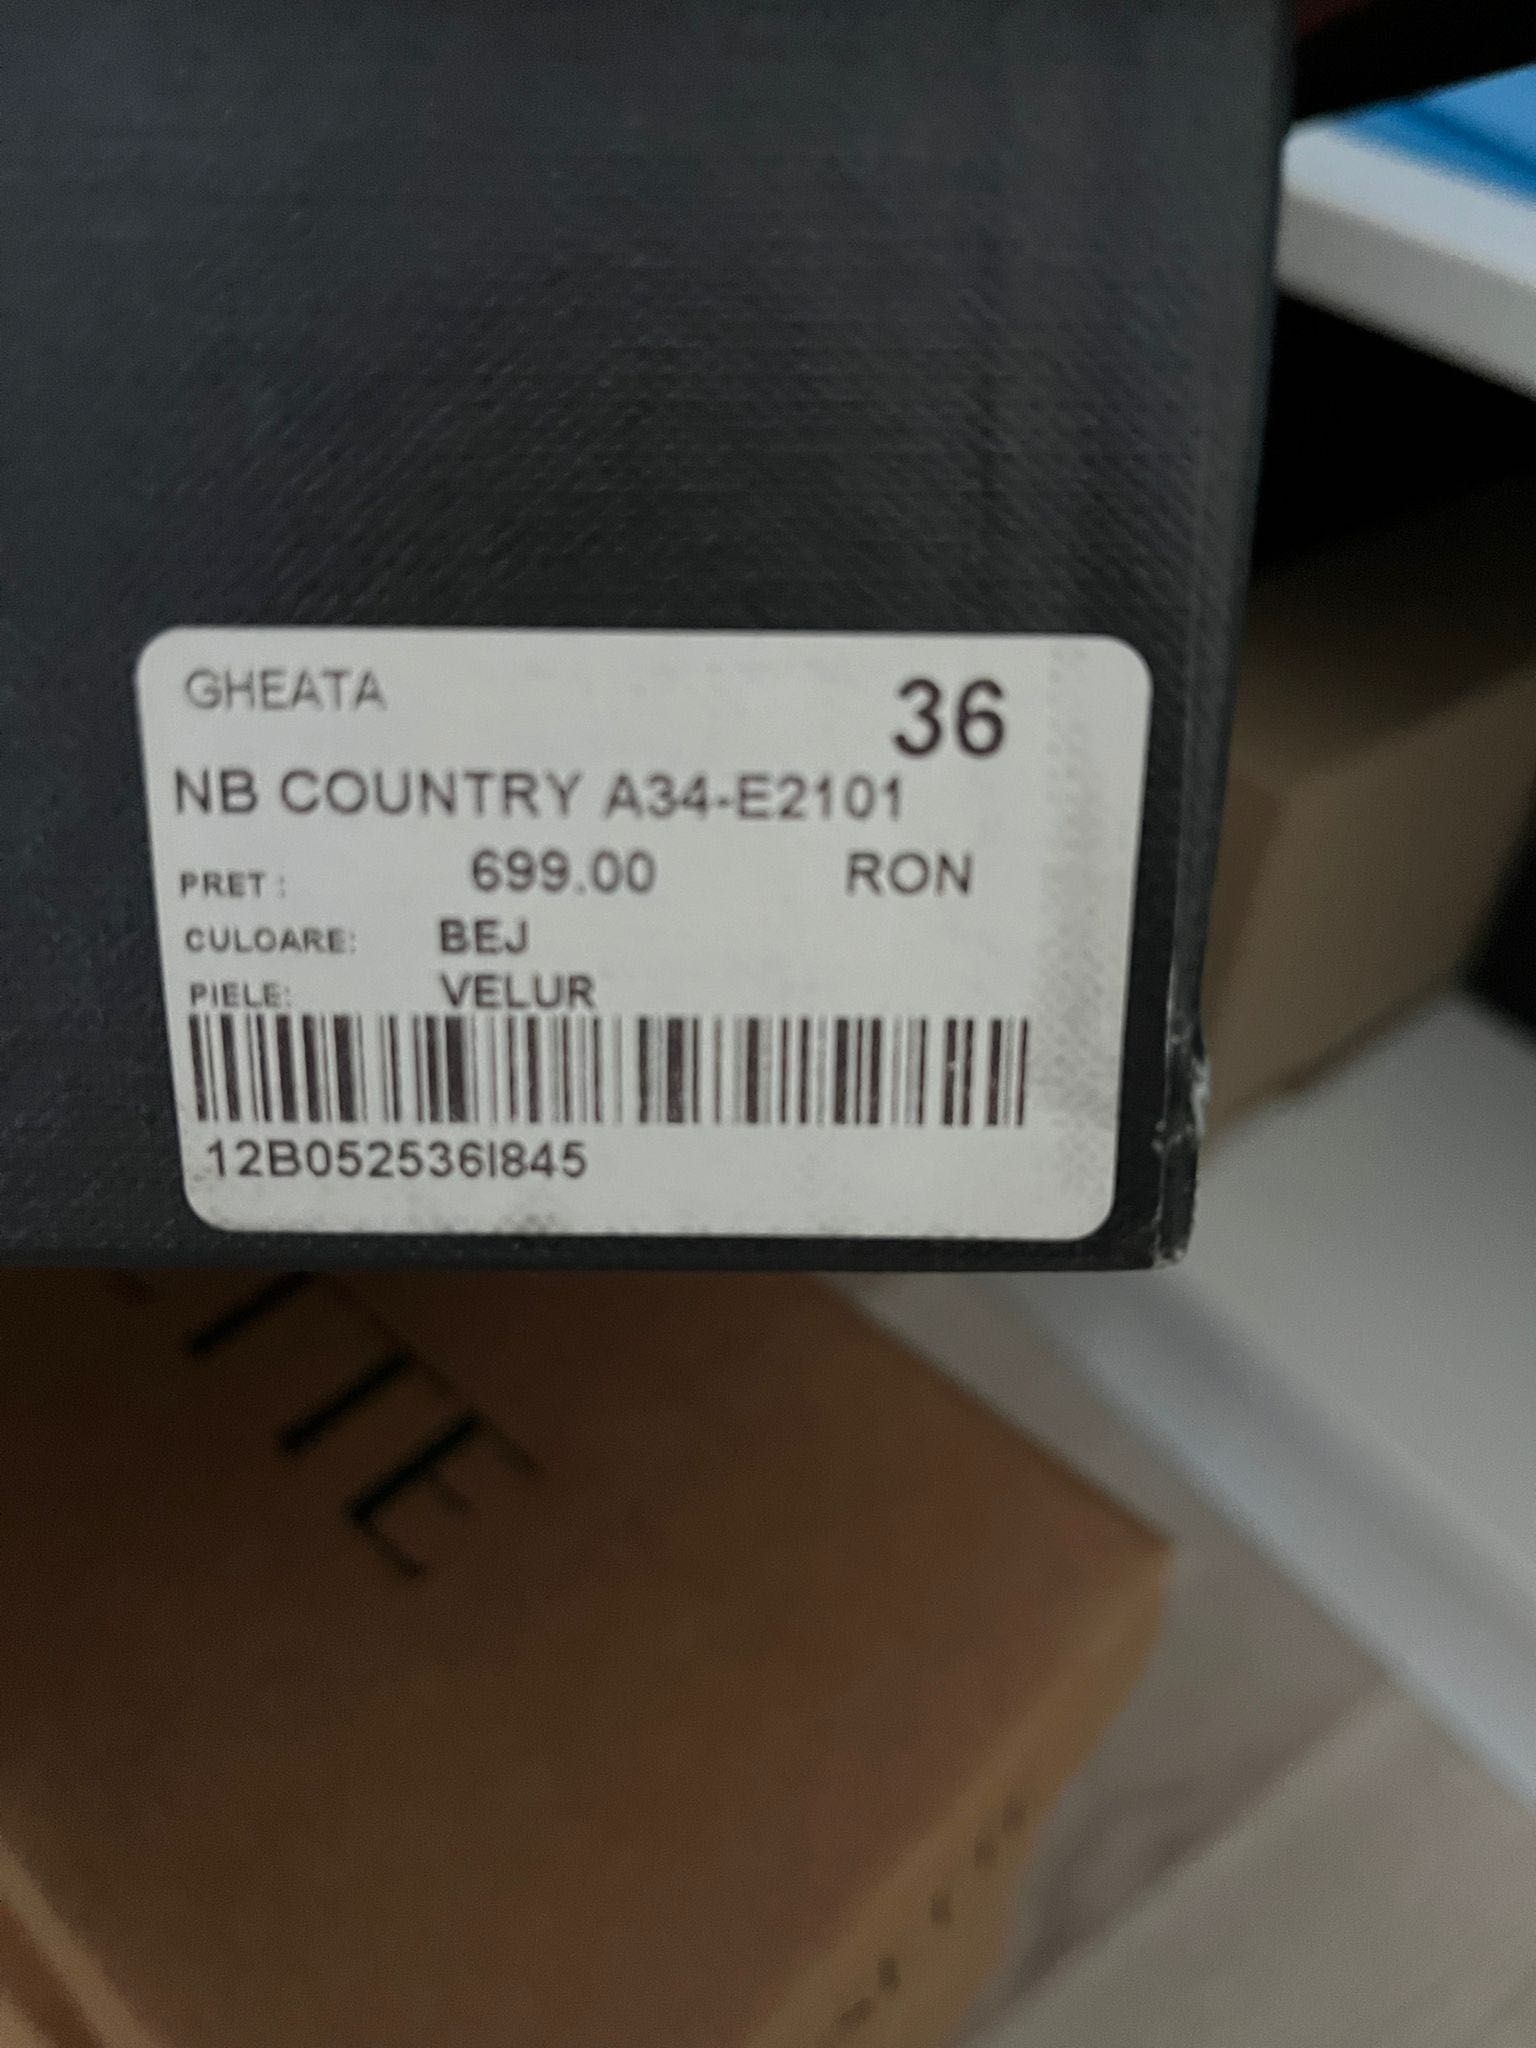 GHEATA 36
NB COUNTRY A34-E2101
PRET : 699.00 RON
CULOARE: BEJ
PIELE: VELUR
12B052536I845